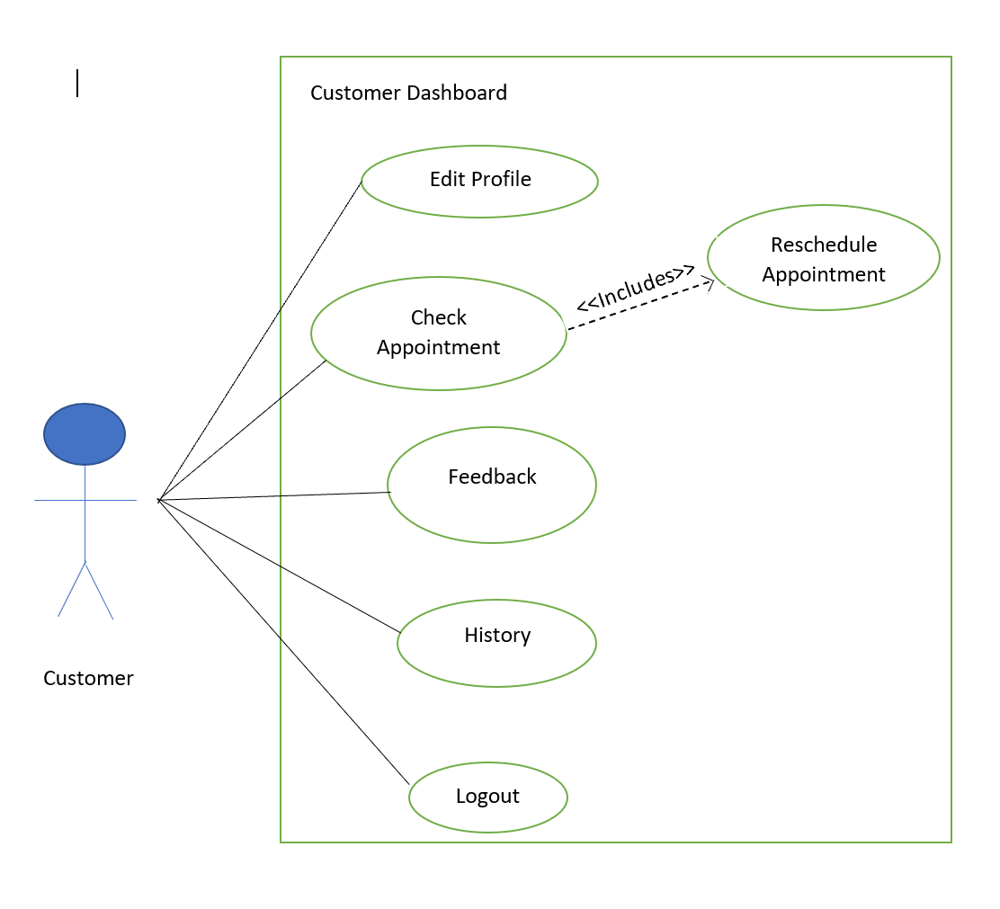 Customer Dashboard
Edit Profile
Reschedule
Appointment
<<Includes>>
Check
Appointment
Feedback
History
Customer
Logout